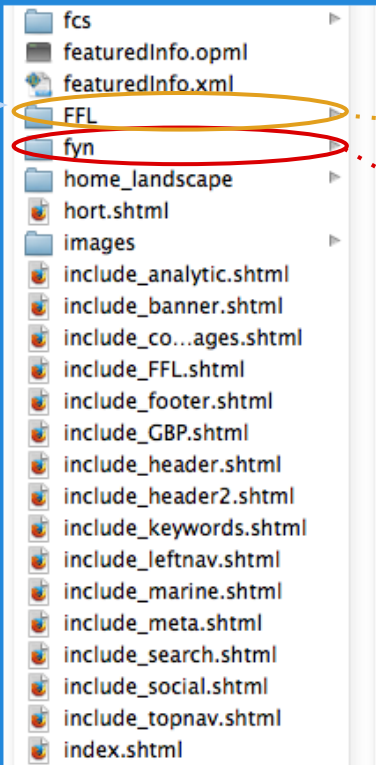 fcs
featuredInfo.opml
featuredInfo.xml
FFL
fyn
home_landscape
hort.shtml
images
include_analytic.shtml
include_banner.shtml
include_co...ages.shtml
include_FFL.shtml
include_footer.shtml
include_GBP.shtml
include_header.shtml
include_header2.shtml
include_keywords.shtml
include_leftnav.shtml
include_marine.shtml
include_meta.shtml
include_search.shtml
include_social.shtml
include_topnav.shtml
index.shtml